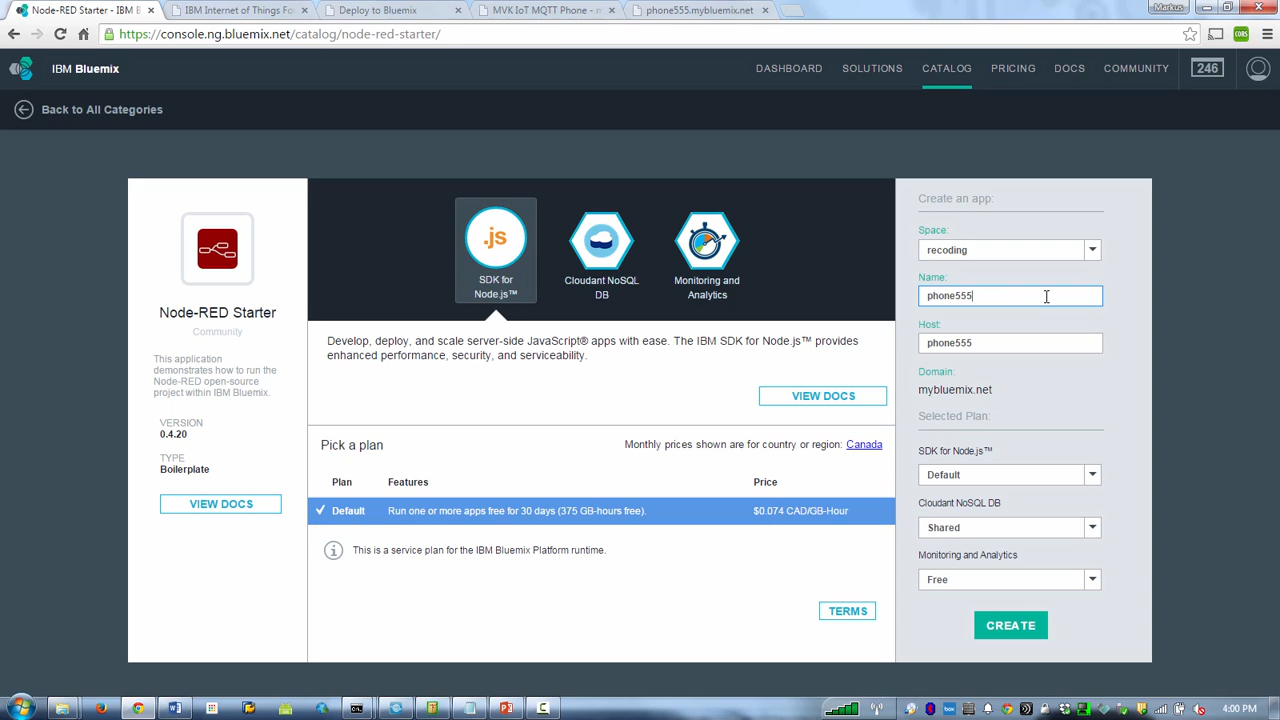 Node-RED Starter - IBM B
IBM Internet of Things Fo
Deploy to Bluemix
MVK IoT MQTT Phone - m
phone555.mybluemix.net
Markus
https://console.ng.bluemix.net/catalog/node-red-starter/
CORS
IBM Bluemix
DASHBOARD
SOLUTIONS
CATALOG
PRICING
DOCS
COMMUNITY
246
Back to All Categories
Node-RED Starter
Community
This application
demonstrates how to run the
Node-RED open-source
project within IBM Bluemix.
VERSION
0.4.20
TYPE
Boilerplate
VIEW DOCS
.js
SDK for
Node.js™
Cloudant NoSQL
DB
Monitoring and
Analytics
Develop, deploy, and scale server-side JavaScript® apps with ease. The IBM SDK for Node.js™ provides
enhanced performance, security, and serviceability.
VIEW DOCS
Pick a plan
Monthly prices shown are for country or region: Canada
Plan Features Price
Default Run one or more apps free for 30 days (375 GB-hours free). $0.074 CAD/GB-Hour
This is a service plan for the IBM Bluemix Platform runtime.
TERMS
Create an app:
Space:
recoding
Name:
phone555
Host:
phone555
Domain:
mybluemix.net
Selected Plan:
SDK for Node.js™
Default
Cloudant NoSQL DB
Shared
Monitoring and Analytics
Free
CREATE
4:00 PM